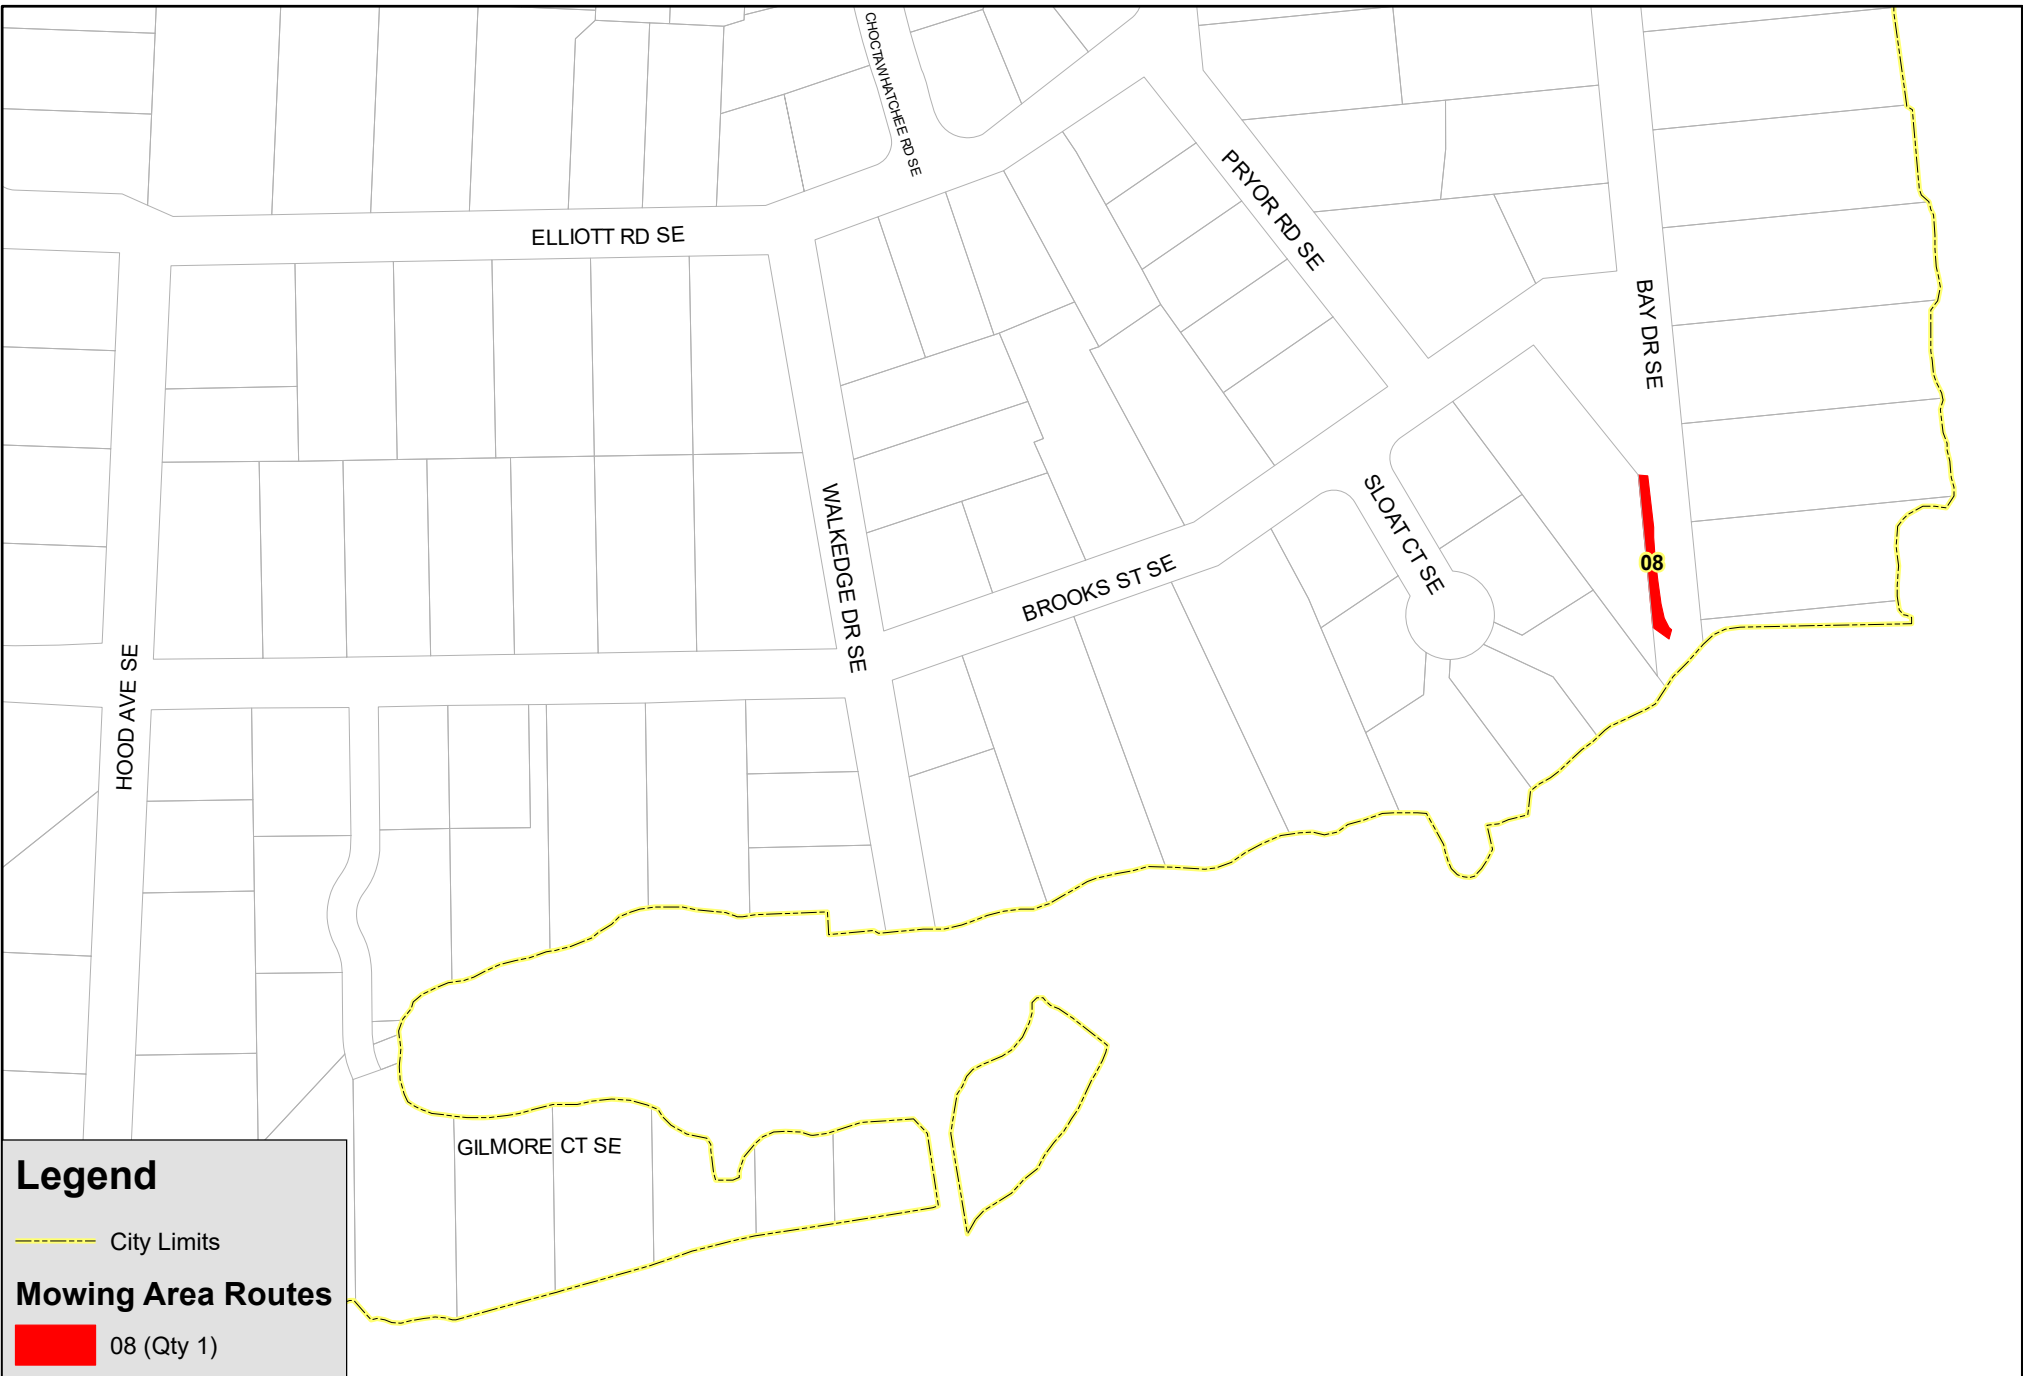 CHOCTAWHATCHEE RD SE
PRYOR RD SE
ELLIOTT RD SE
BAY DR SE
WALKEDGE DR SE
SLOAT CT SE
08
BROOKS ST SE
HOOD AVE SE
GILMORE CT SE
Legend
City Limits
Mowing Area Routes
08 (Qty 1)